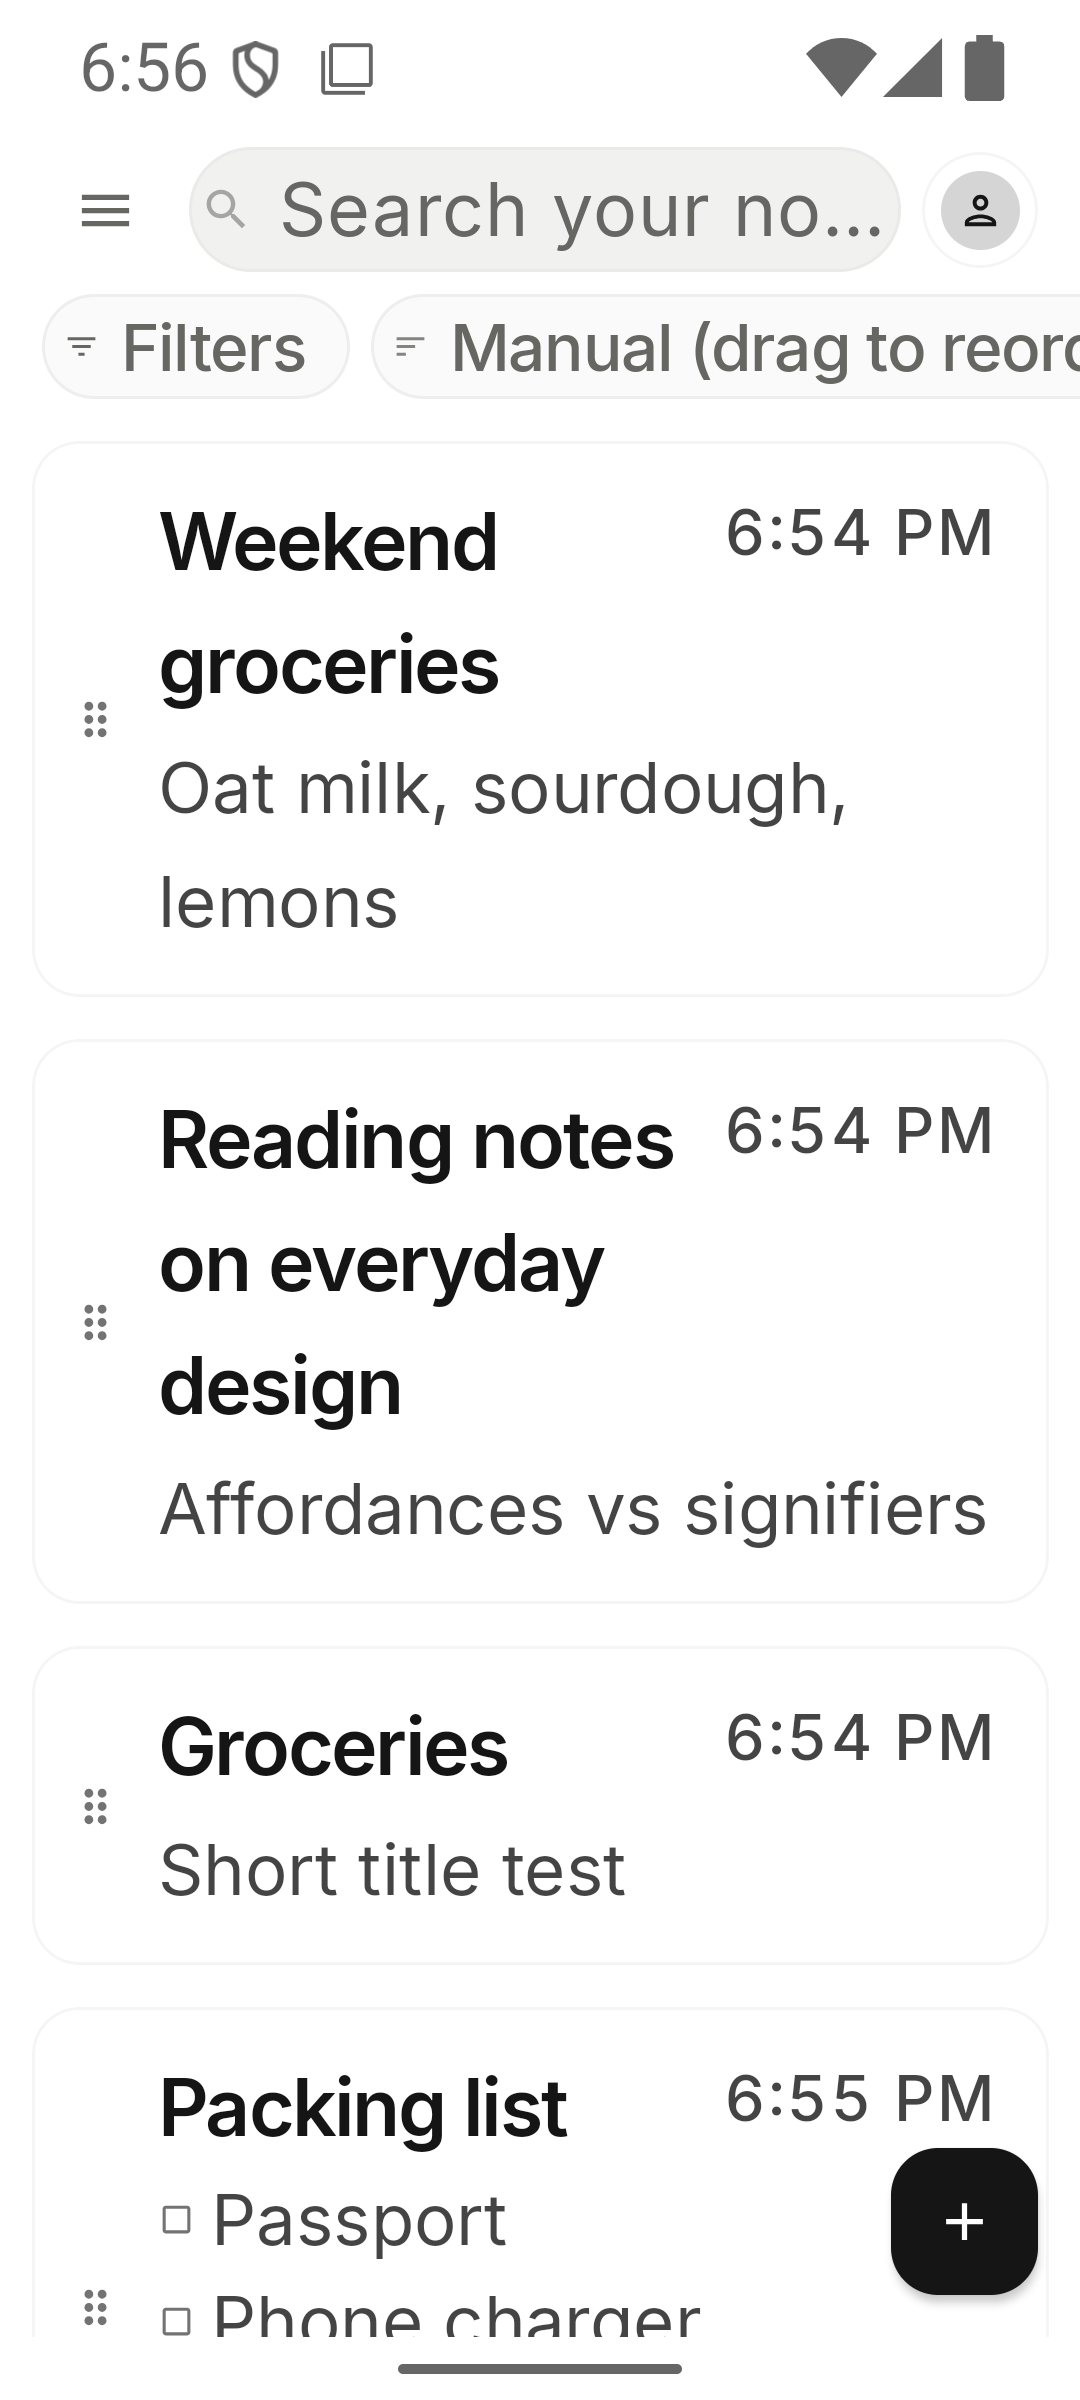 6:56
Search your no...
Filters
Manual (drag to reord
Weekend groceries
6:54 PM
Oat milk, sourdough,
lemons
Reading notes on everyday design
6:54 PM
Affordances vs signifiers
Groceries
6:54 PM
Short title test
Packing list
6:55 PM
Passport
Phone charger